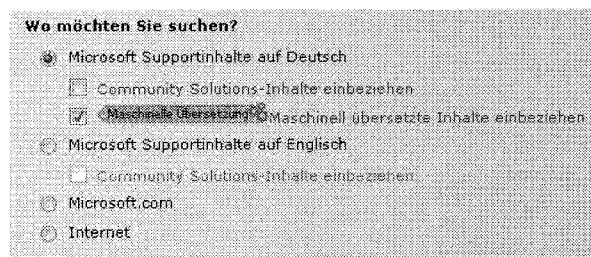 Wo möchten Sie suchen?
Microsoft Supportinhalte auf Deutsch
Community Solutions-Inhalte einbeziehen
Maschinelle Übersetzung Maschinell übersetzte Inhalte einbeziehen
Microsoft Supportinhalte auf Englisch
Community Solutions-Inhalte einbeziehen
Microsoft.com
Internet